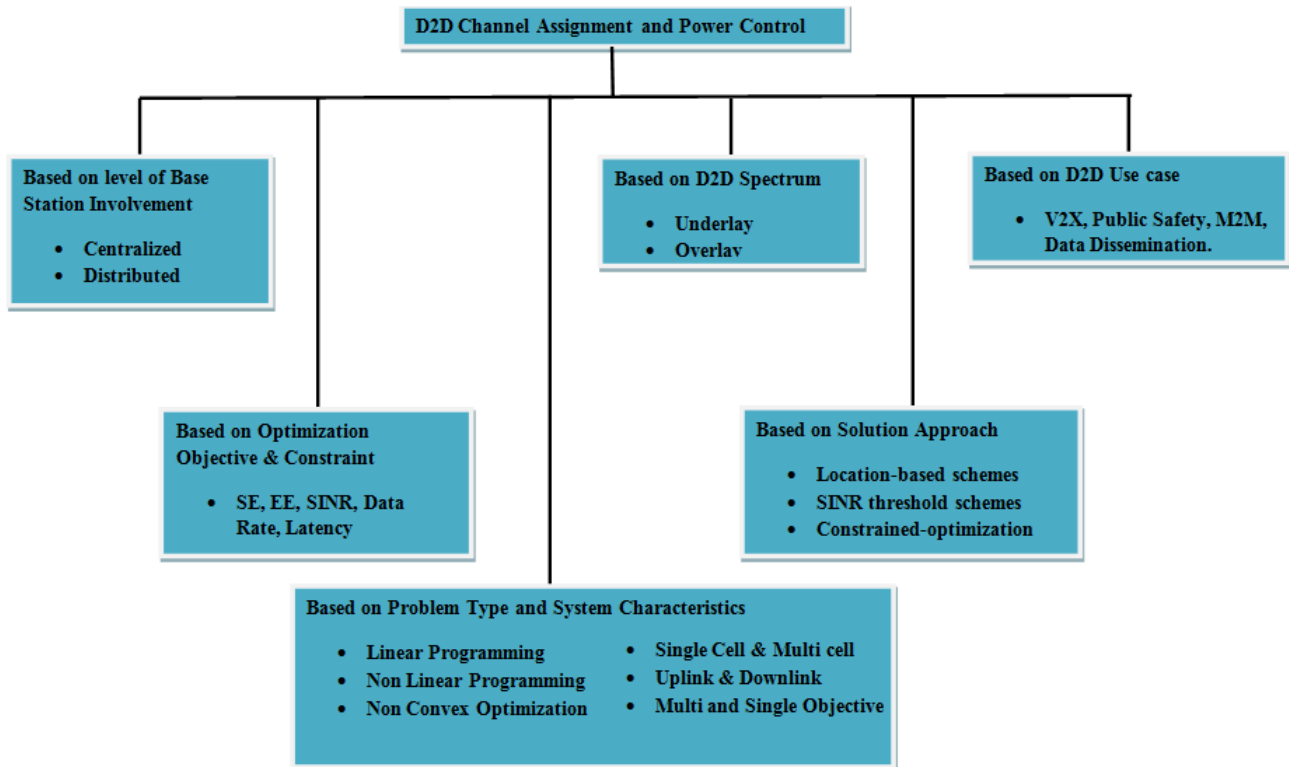 D2D Channel Assignment and Power Control
Based on level of Base
Station Involvement
• Centralized
• Distributed
Based on D2D Spectrum
• Underlay
• Overlay
Based on D2D Use case
• V2X, Public Safety, M2M,
Data Dissemination.
Based on Optimization
Objective & Constraint
• SE, EE, SINR, Data
Rate, Latency
Based on Solution Approach
• Location-based schemes
• SINR threshold schemes
• Constrained-optimization
Based on Problem Type and System Characteristics
• Linear Programming
• Non Linear Programming
• Non Convex Optimization
• Single Cell & Multi cell
• Uplink & Downlink
• Multi and Single Objective